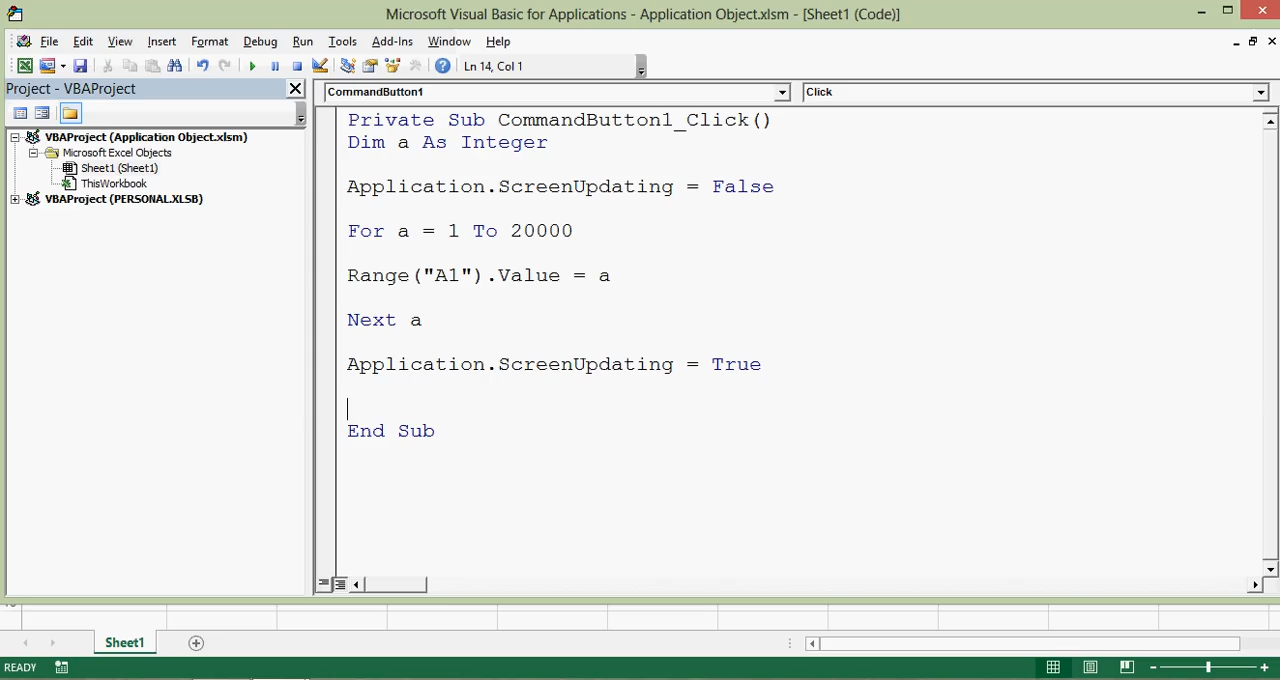 Microsoft Visual Basic for Applications - Application Object.xlsm - [Sheet1 (Code)]
File Edit View Insert Format Debug Run Tools Add-Ins Window Help
Ln 14, Col 1
Project - VBAProject
VBAProject (Application Object.xlsm)
Microsoft Excel Objects
Sheet1 (Sheet1)
ThisWorkbook
VBAProject (PERSONAL.XLSB)
CommandButton1 Click
Private Sub CommandButton1_Click()
Dim a As Integer
Application.ScreenUpdating = False
For a = 1 To 20000
Range("A1").Value = a
Next a
Application.ScreenUpdating = True
End Sub
Sheet1
READY